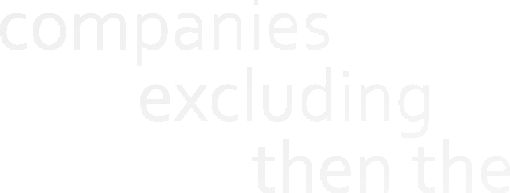 companies
excluding
then the